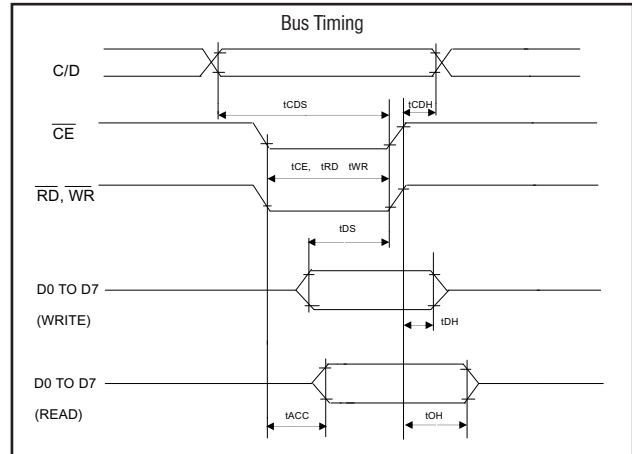 Bus Timing
C/D
tCDS
tCDH
CE
tCE, tRD tWR
RD, WR
tDS
D0 TO D7
(WRITE)
tDH
D0 TO D7
(READ)
tACC
tOH